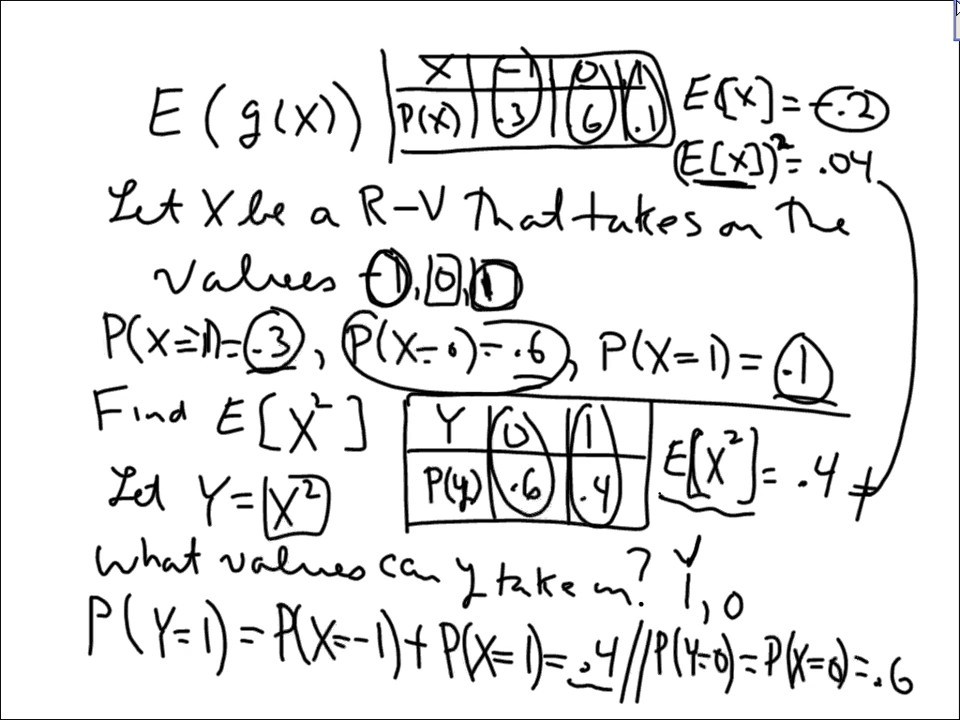 E(g(X)) | X | -1 | 0 | 1 E[X] = -.2
P(X) | .3 | .6 | .1 (E[X])² = .04
Let X be a R-V that takes on the
values -1, 0, 1
P(X=-1)=.3, P(X=0)=.6, P(X=1)=.1
Find E[X²] Y | 0 | 1
Let Y=X² P(y) | .6 | .4 E[X²] = .4 ≠
what values can y take on? Y
1, 0
P(Y=1)=P(X=-1)+P(X=1)=.4//P(Y=0)=P(X=0)=.6